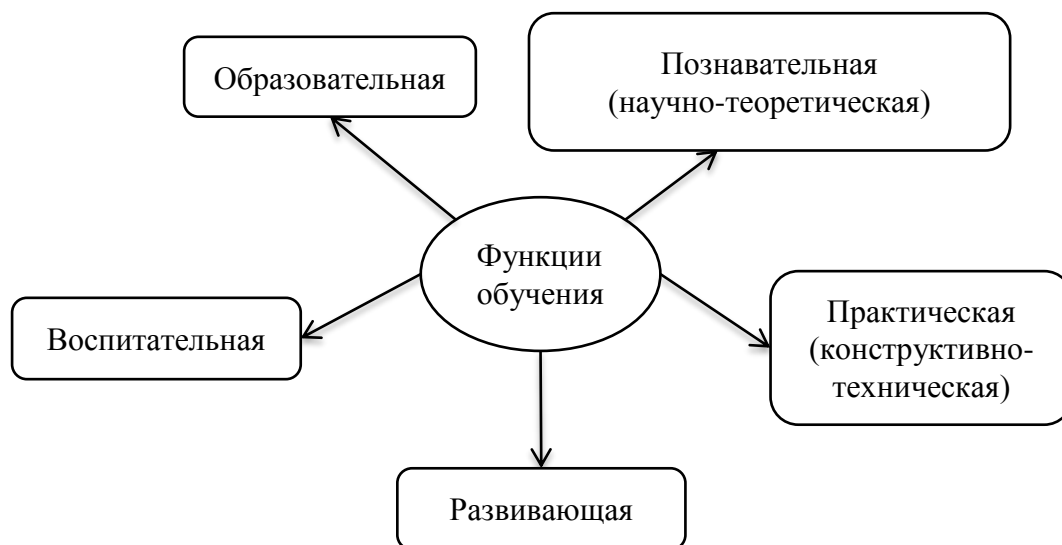 Образовательная
Познавательная
(научно-теоретическая)
Функции
обучения
Воспитательная
Практическая
(конструктивно-
техническая)
Развивающая